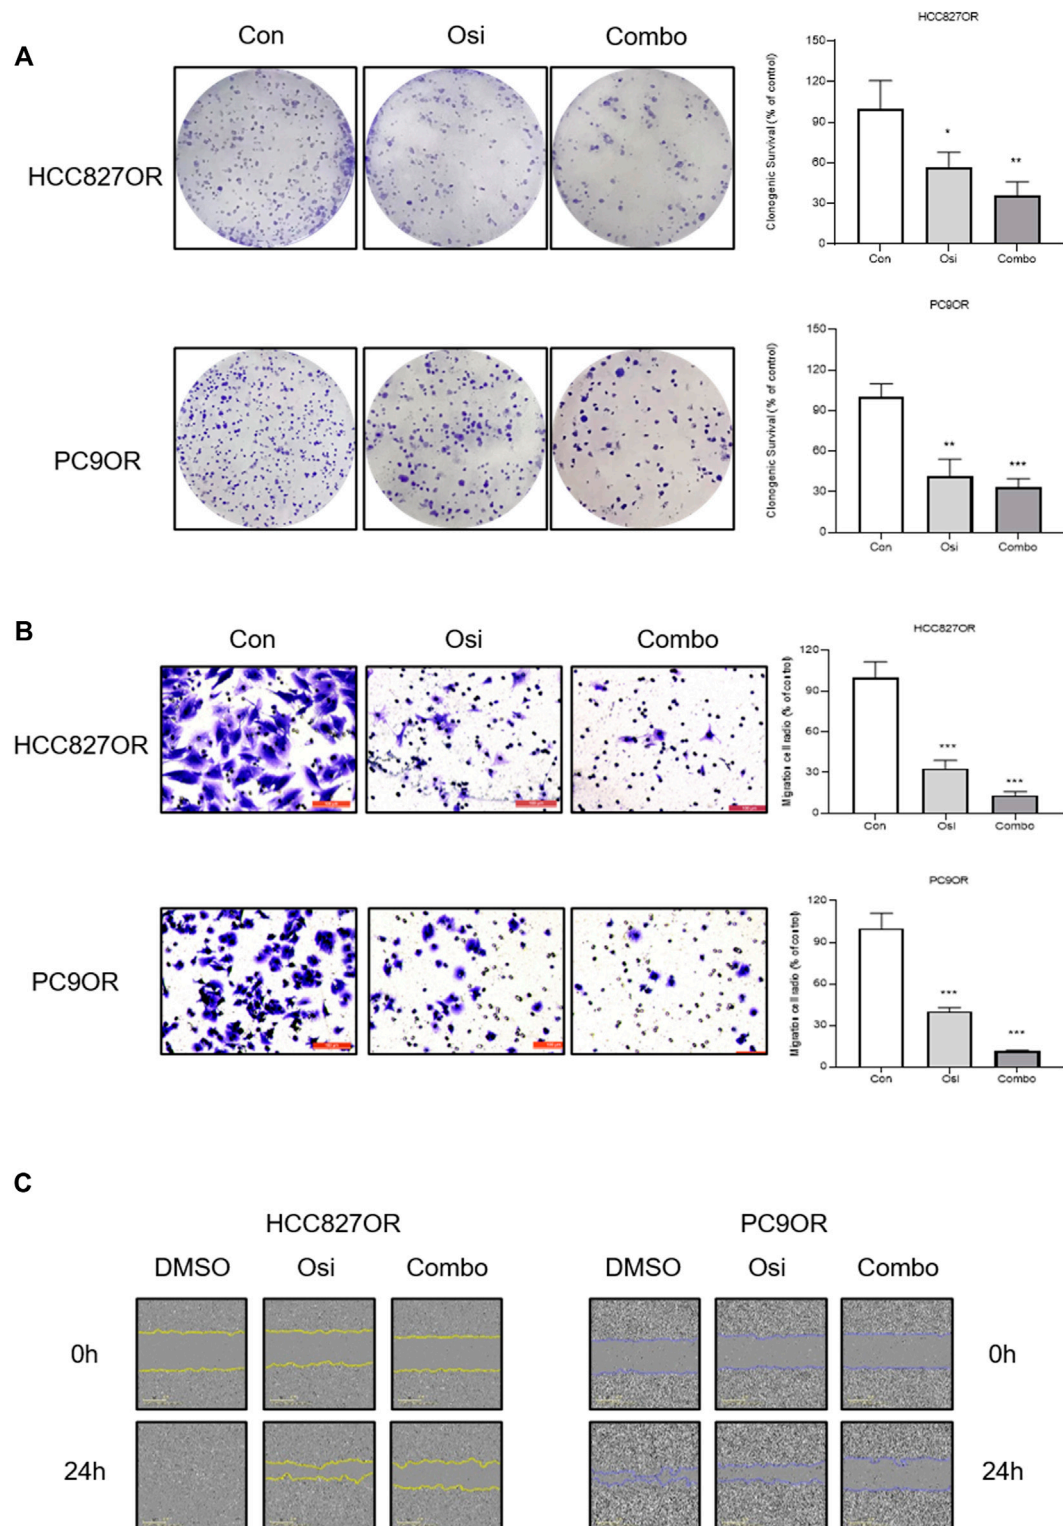 A
Con Osi Combo
HCC827OR
HCC827OR
Clonogenic Survival (% of control)
150
120
90
60
30
0
*
**
Con Osi Combo
PC9OR
PC9OR
Clonogenic Survival (% of control)
150
120
90
60
30
0
**
***
Con Osi Combo
B
Con Osi Combo
HCC827OR
HCC827OR
Migration cell radio (% of control)
120
90
60
30
0
***
***
Con Osi Combo
PC9OR
PC9OR
Migration cell radio (% of control)
120
90
60
30
0
***
***
Con Osi Combo
C
HCC827OR PC9OR
DMSO Osi Combo DMSO Osi Combo
0h 0h
24h 24h